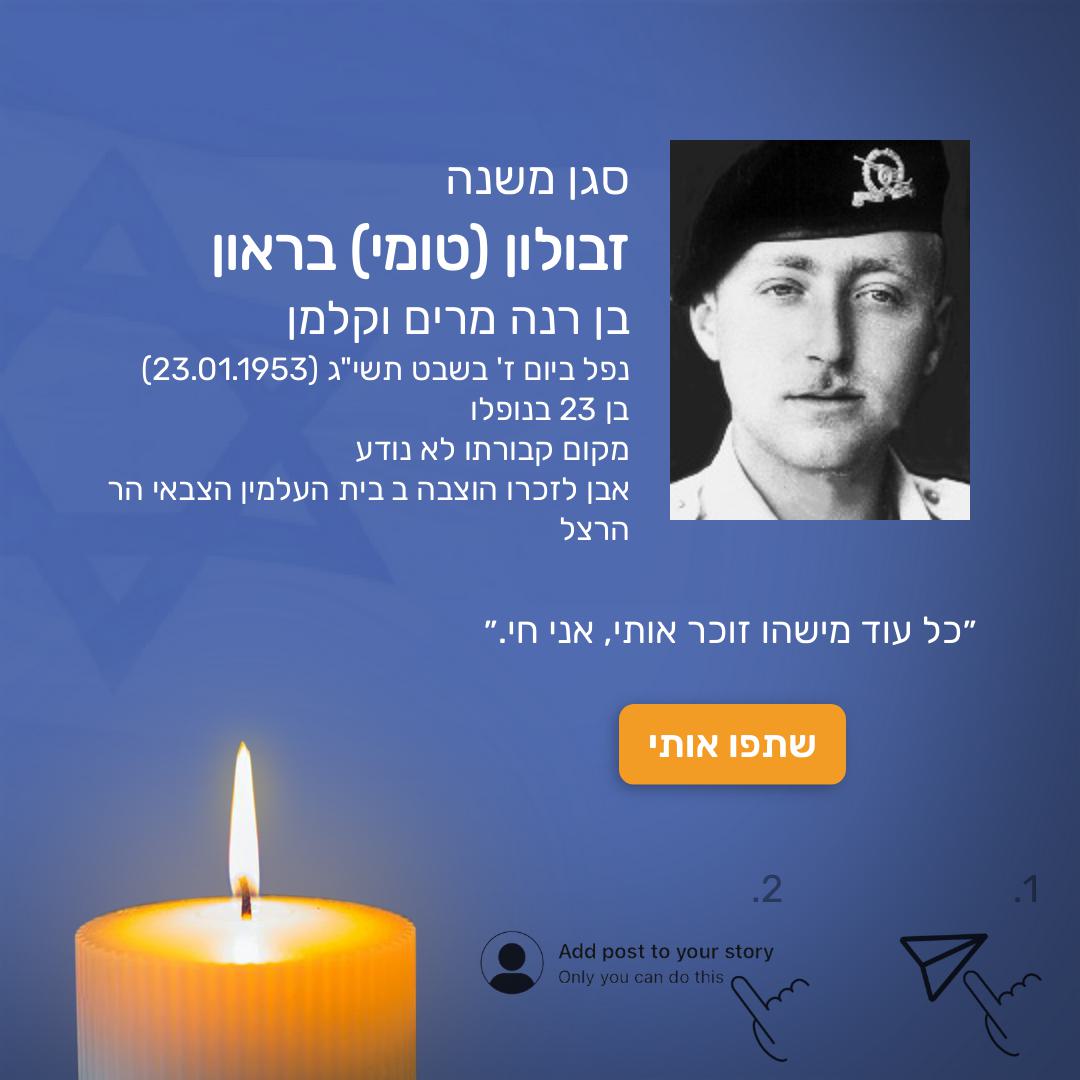 סגן משנה
זבולון (טומי) בראון
בן רנה מרים וקלמן
נפל ביום ז' בשבט תשי"ג (23.01.1953)
בן 23 בנופלו
מקום קבורתו לא נודע
אבן לזכרו הוצבה ב בית העלמין הצבאי הר
הרצל
״כל עוד מישהו זוכר אותי, אני חי.״
שתפו אותי
1.
2.
Add post to your story
Only you can do this